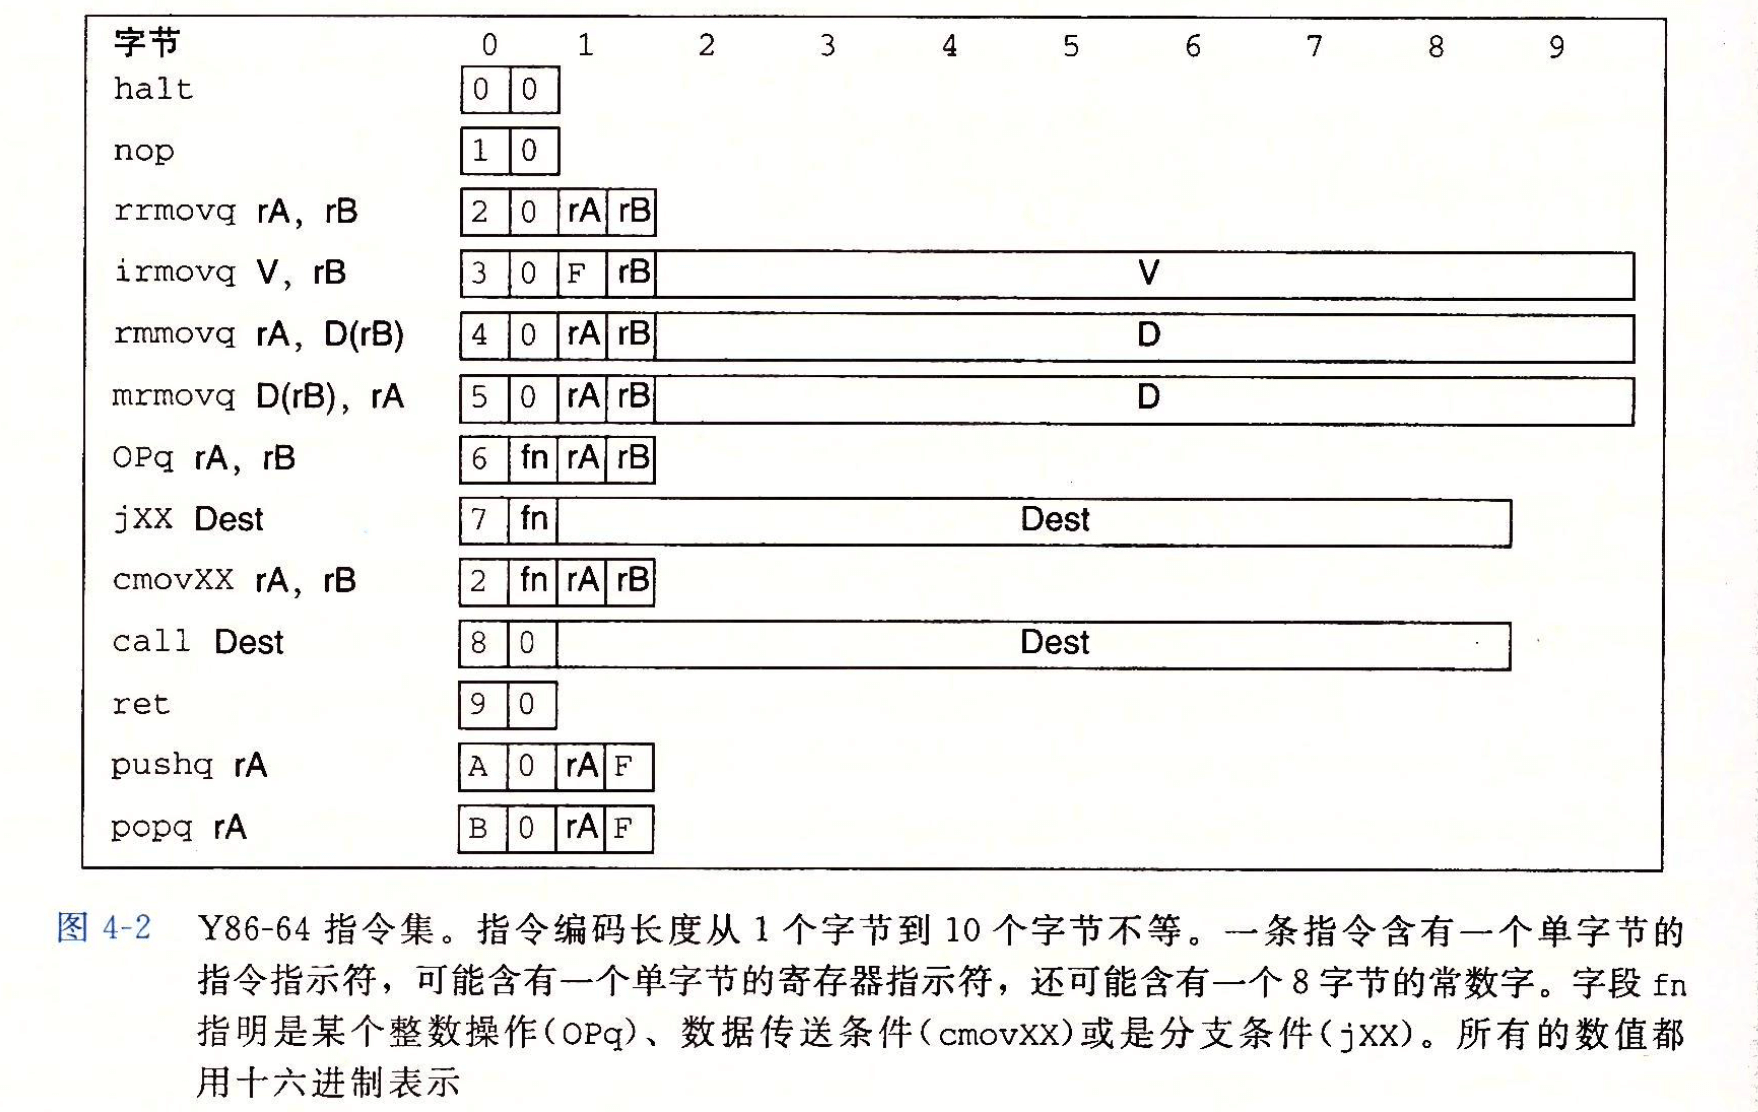 字节 0 1 2 3 4 5 6 7 8 9
halt 0 0
nop 1 0
rrmovq rA, rB 2 0 rA rB
irmovq V, rB 3 0 F rB V
rmmovq rA, D(rB) 4 0 rA rB D
mrmovq D(rB), rA 5 0 rA rB D
OPq rA, rB 6 fn rA rB
jXX Dest 7 fn Dest
cmovXX rA, rB 2 fn rA rB
call Dest 8 0 Dest
ret 9 0
pushq rA A 0 rA F
popq rA B 0 rA F
图 4-2 Y86-64 指令集。指令编码长度从 1 个字节到 10 个字节不等。一条指令含有一个单字节的
指令指示符，可能含有一个单字节的寄存器指示符，还可能含有一个 8 字节的常数字。字段 fn
指明是某个整数操作(OPq)、数据传送条件(cmovXX)或是分支条件(jXX)。所有的数值都
用十六进制表示